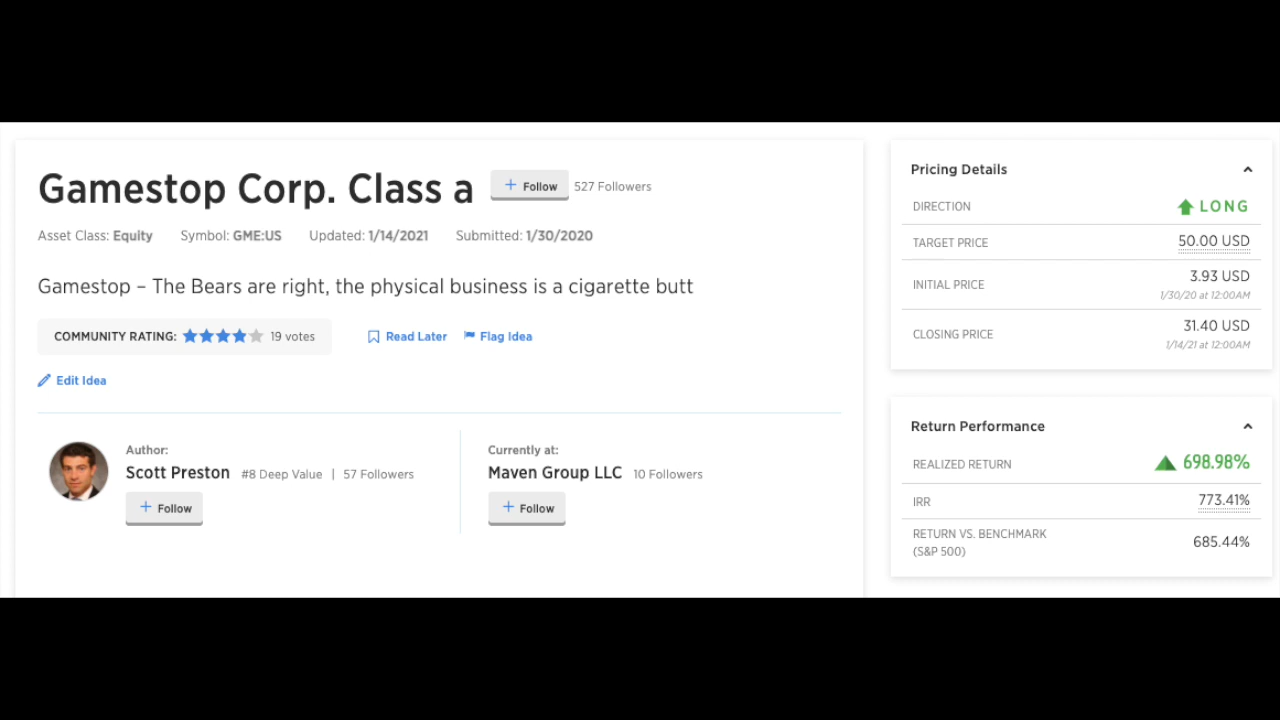 Gamestop Corp. Class a + Follow 527 Followers
Asset Class: Equity Symbol: GME:US Updated: 1/14/2021 Submitted: 1/30/2020
Gamestop – The Bears are right, the physical business is a cigarette butt
COMMUNITY RATING: 19 votes Read Later Flag Idea
Edit Idea
Author:
Scott Preston #8 Deep Value | 57 Followers
+ Follow
Currently at:
Maven Group LLC 10 Followers
+ Follow
Pricing Details
DIRECTION LONG
TARGET PRICE 50.00 USD
INITIAL PRICE 3.93 USD
1/30/20 at 12:00AM
CLOSING PRICE 31.40 USD
1/14/21 at 12:00AM
Return Performance
REALIZED RETURN 698.98%
IRR 773.41%
RETURN VS. BENCHMARK
(S&P 500) 685.44%